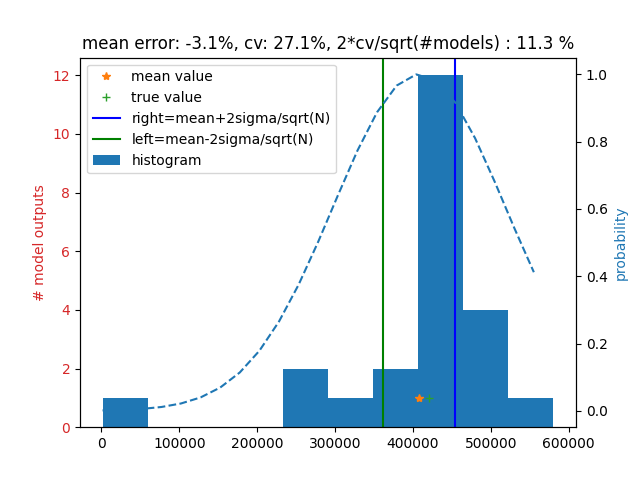 mean error: -3.1%, cv: 27.1%, 2*cv/sqrt(#models) : 11.3 %
mean value
true value
right=mean+2sigma/sqrt(N)
left=mean-2sigma/sqrt(N)
histogram
# model outputs
12
10
8
6
4
2
0
probability
1.0
0.8
0.6
0.4
0.2
0.0
0 100000 200000 300000 400000 500000 600000